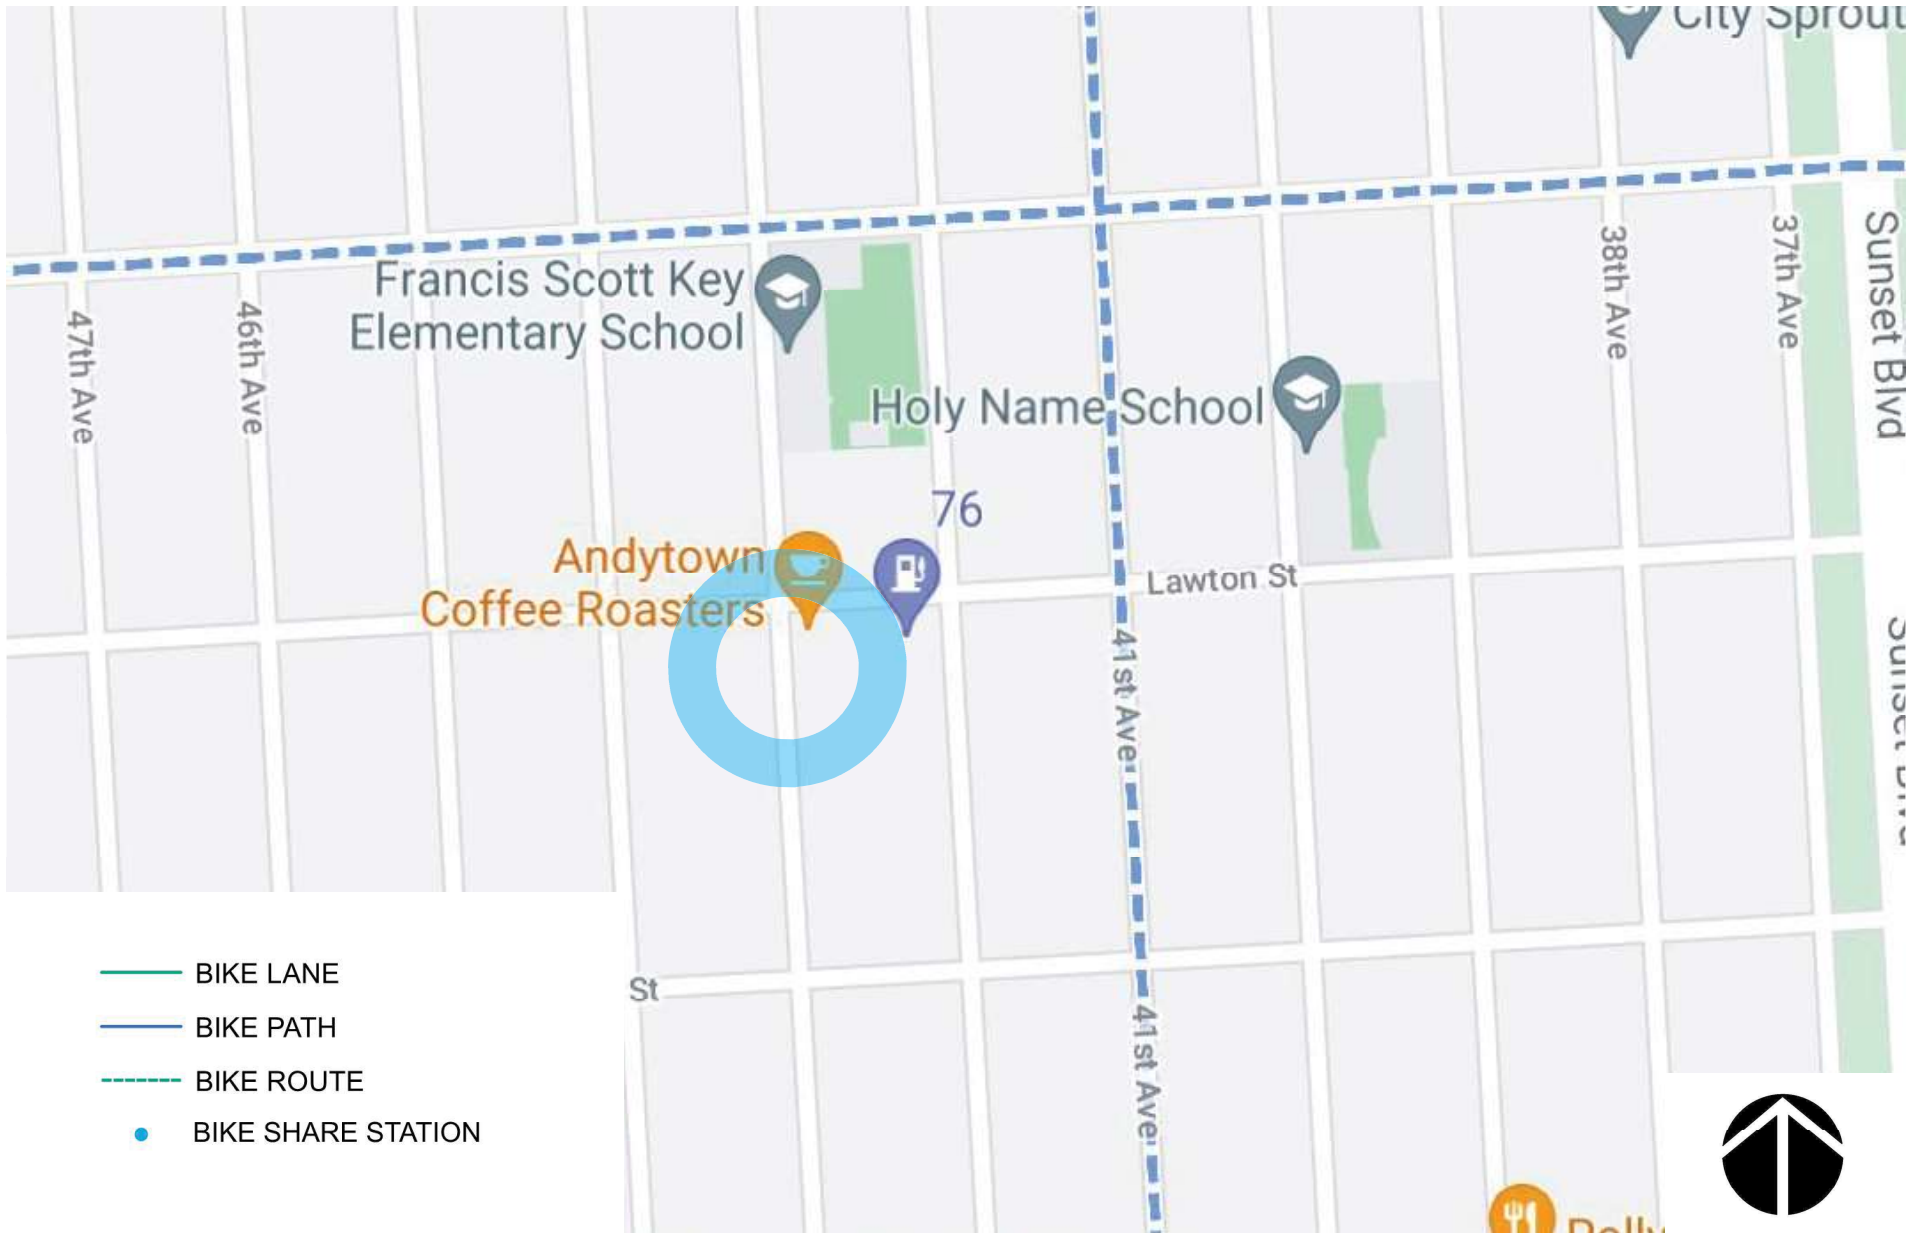 City Sprout
Sunset Blvd
37th Ave
38th Ave
Francis Scott Key
Elementary School
46th Ave
47th Ave
Holy Name School
76
Andytown
Coffee Roasters
Lawton St
41st Ave
St
41st Ave
BIKE LANE
BIKE PATH
BIKE ROUTE
BIKE SHARE STATION